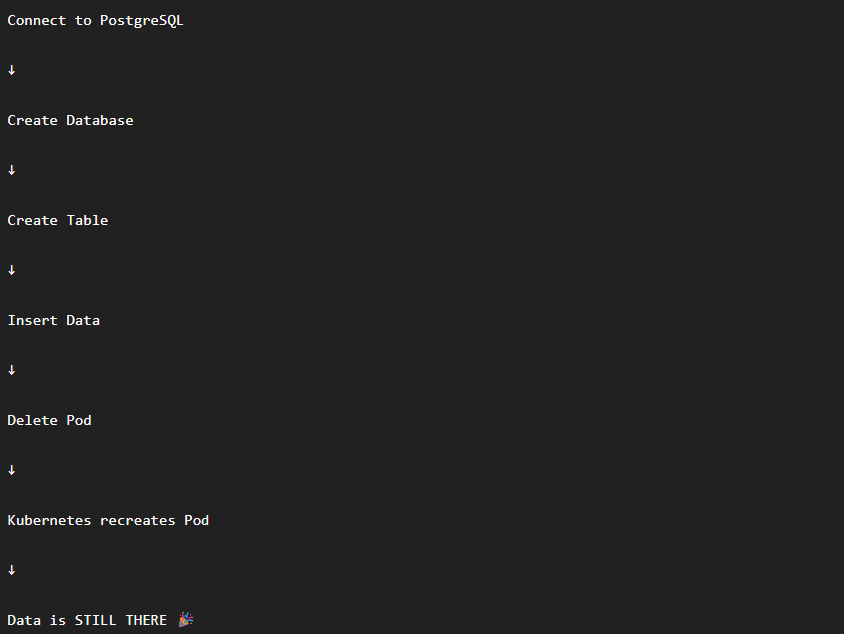 Connect to PostgreSQL
↓
Create Database
↓
Create Table
↓
Insert Data
↓
Delete Pod
↓
Kubernetes recreates Pod
↓
Data is STILL THERE 🎉